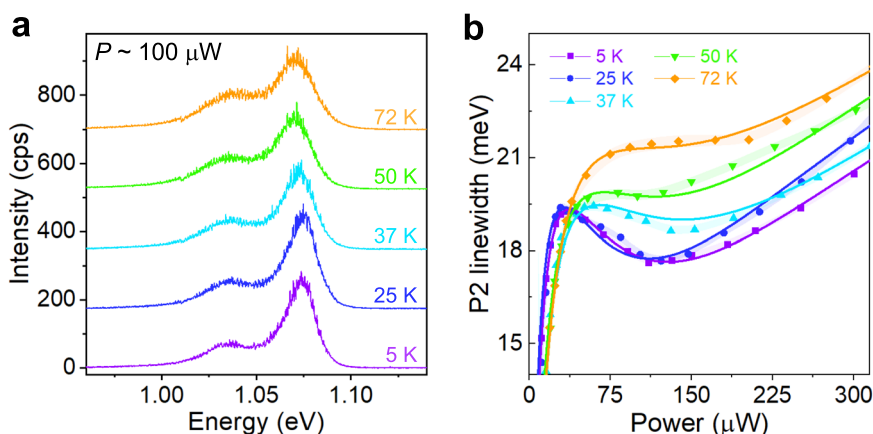 a
P ~ 100 μW
Intensity (cps)
800
600
400
200
0
72 K
50 K
37 K
25 K
5 K
1.00
1.05
1.10
Energy (eV)
b
P2 linewidth (meV)
24
21
18
15
5 K
50 K
25 K
72 K
37 K
0
75
150
225
300
Power (μW)